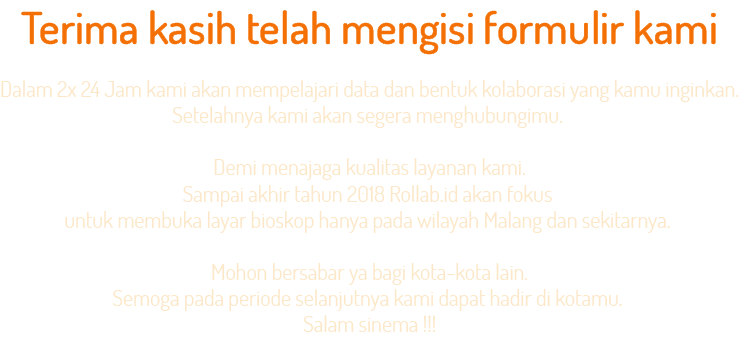 Terima kasih telah mengisi formulir kami
Dalam 2x 24 Jam kami akan mempelajari data dan bentuk kolaborasi yang kamu inginkan.
Setelahnya kami akan segera menghubungimu.
Demi menajaga kualitas layanan kami.
Sampai akhir tahun 2018 Rollab.id akan fokus
untuk membuka layar bioskop hanya pada wilayah Malang dan sekitarnya.
Mohon bersabar ya bagi kota-kota lain.
Semoga pada periode selanjutnya kami dapat hadir di kotamu.
Salam sinema !!!